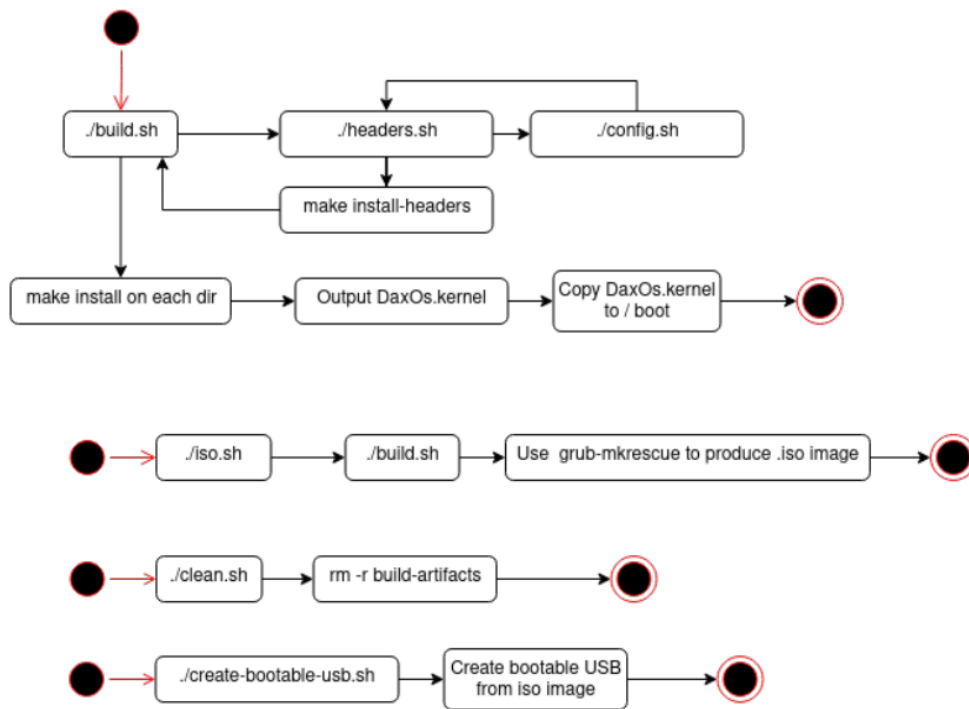 ./build.sh
./headers.sh
./config.sh
make install-headers
make install on each dir
Output DaxOs.kernel
Copy DaxOs.kernel
to / boot
./iso.sh
./build.sh
Use grub-mkrescue to produce .iso image
./clean.sh
rm -r build-artifacts
./create-bootable-usb.sh
Create bootable USB
from iso image